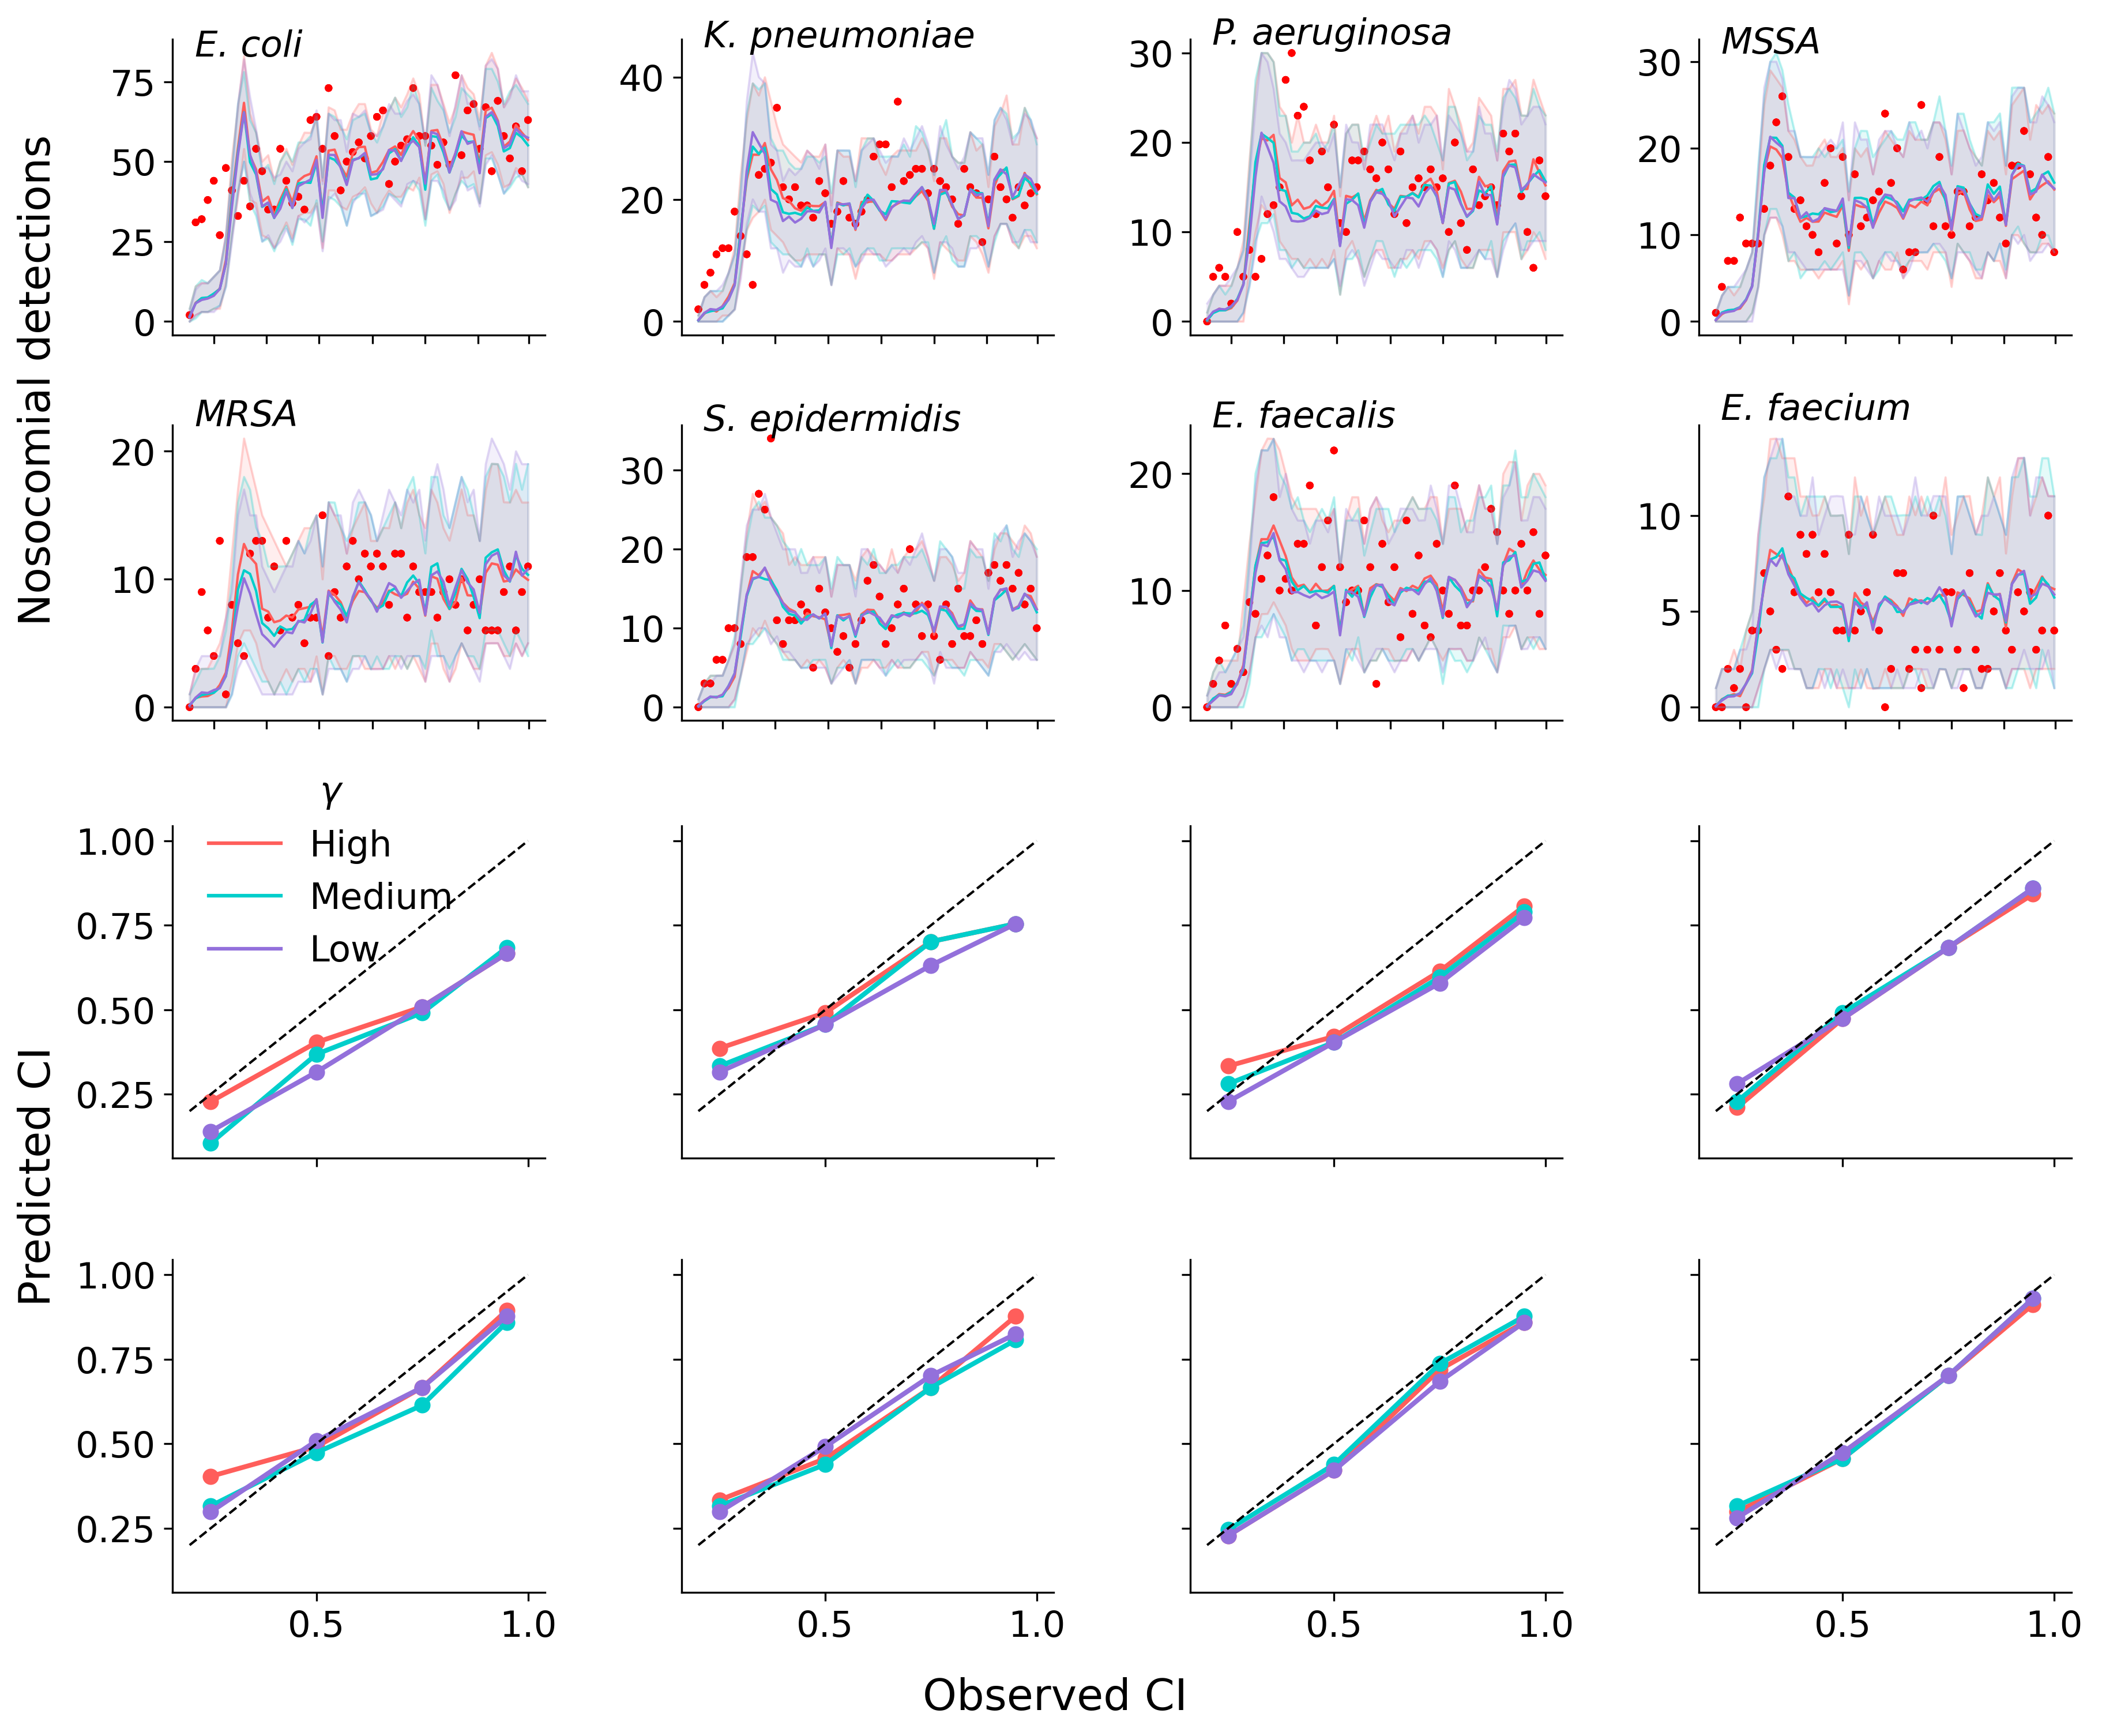 E. coli
K. pneumoniae
P. aeruginosa
MSSA
75
50
25
0
40
20
0
30
20
10
0
30
20
10
0
Nosocomial detections
MRSA
S. epidermidis
E. faecalis
E. faecium
20
10
0
30
20
10
0
20
10
0
10
5
0
γ
High
Medium
Low
1.00
0.75
0.50
0.25
Predicted CI
1.00
0.75
0.50
0.25
0.5
1.0
0.5
1.0
0.5
1.0
0.5
1.0
Observed CI